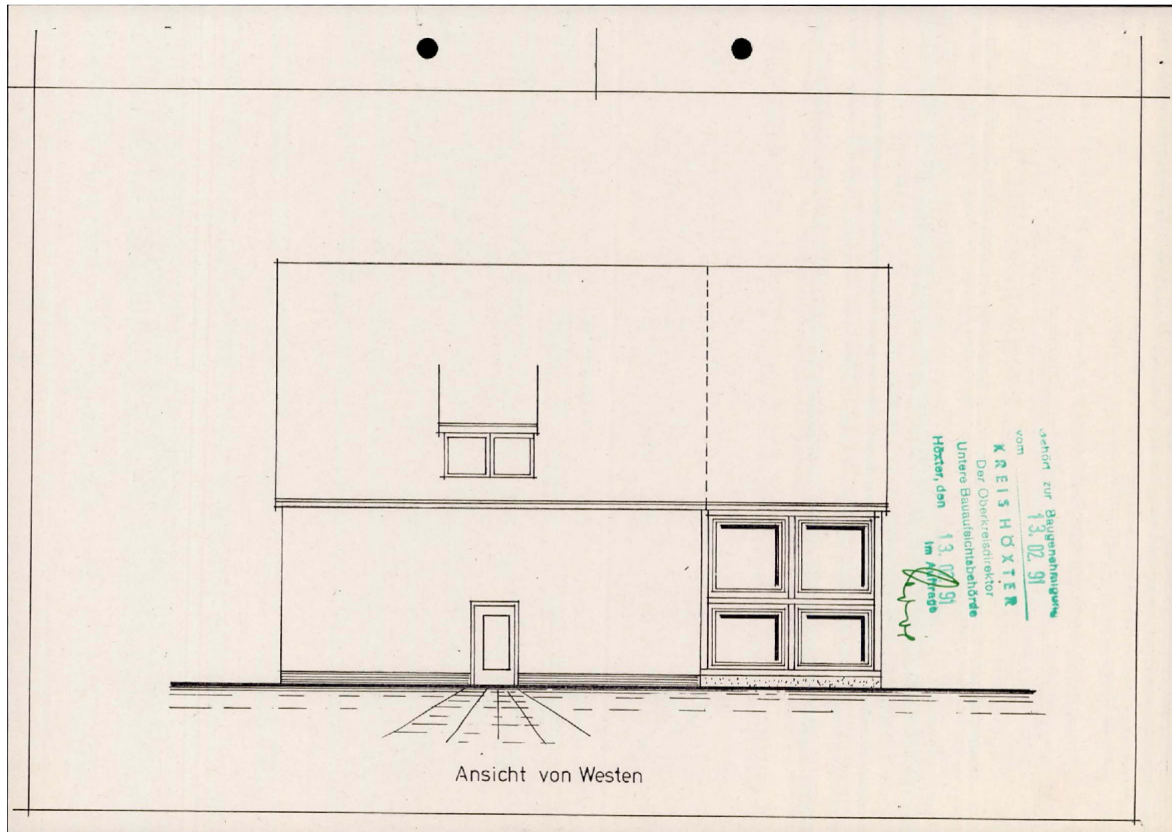 gehört zur Baugenehmigung
vom 13. 02. 91
KREIS HÖXTER
Der Oberkreisdirektor
Untere Bauaufsichtsbehörde
Höxter, den 13. 02. 91
Im Auftrage
Ansicht von Westen